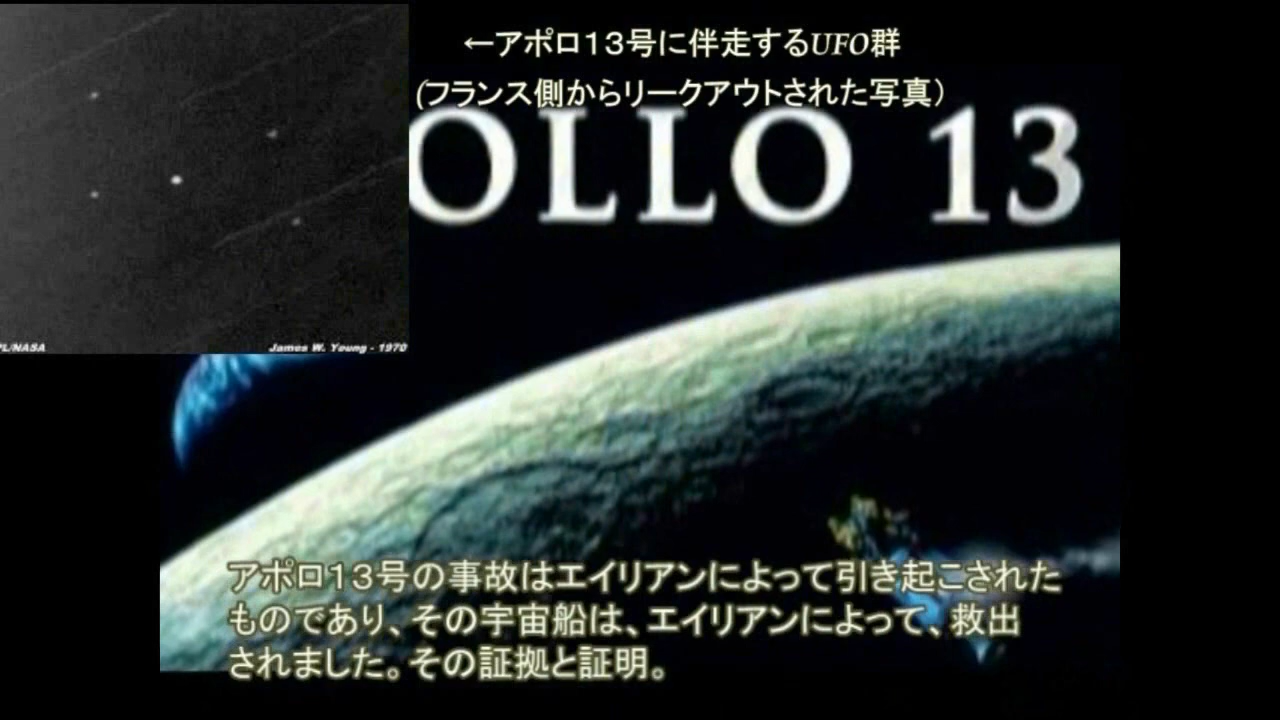 ←アポロ１３号に伴走するUFO群
(フランス側からリークアウトされた写真）
OLLO 13
PL/NASA
James W. Young - 1970
アポロ１３号の事故はエイリアンによって引き起こされた
ものであり、その宇宙船は、エイリアンによって、救出
されました。その証拠と証明。